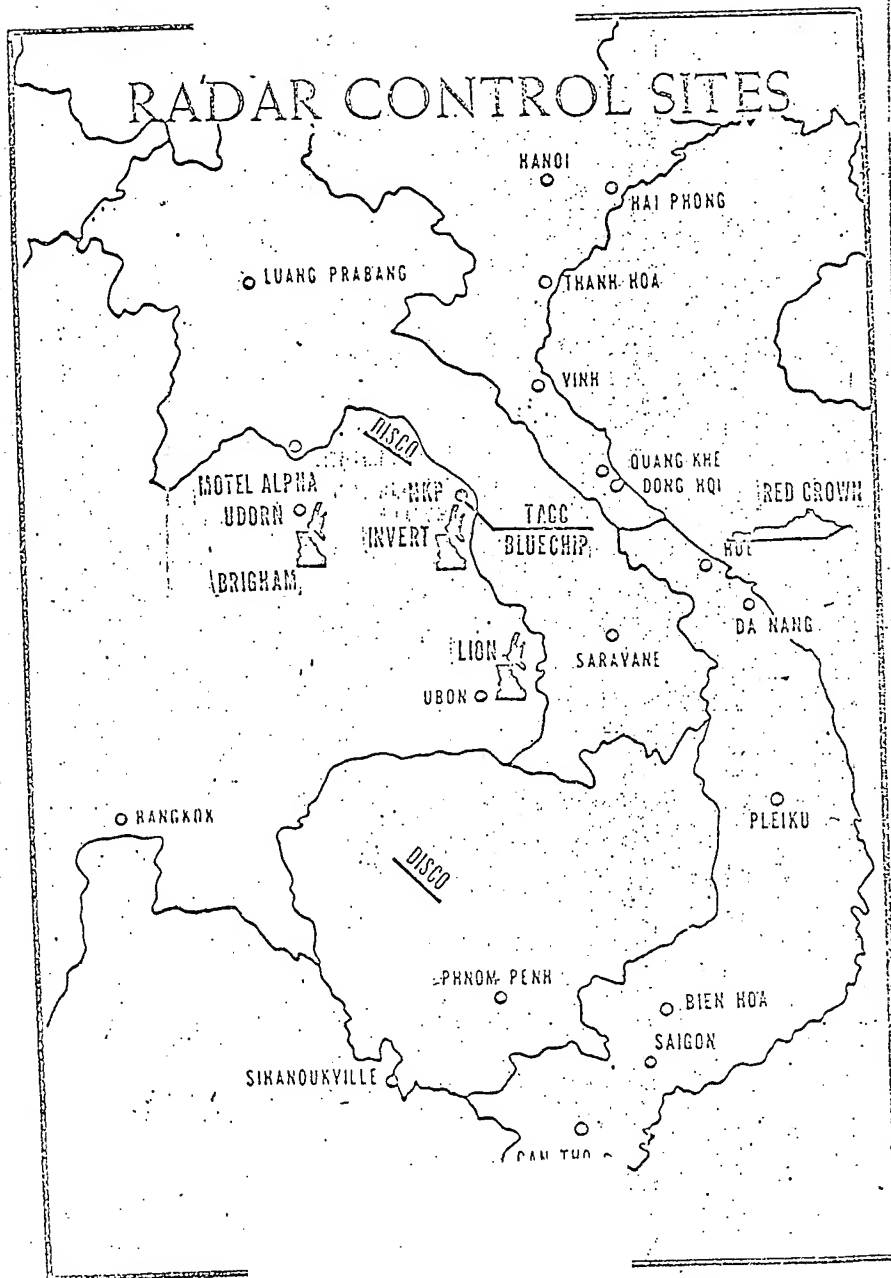 RADAR CONTROL SITES
HANOI
HAI PHONG
LUANG PRABANG
THANH HOA
VINH
DISCO
QUANG KHE
DONG HOI
MOTEL ALPHA
UDORN
BRIGHAM
NKP
INVERT
TACC
BLUECHIP
RED CROWN
HUE
DA NANG
LION
UBON
SARAVANE
BANGKOK
PLEIKU
DISCO
PHNOM PENH
BIEN HOA
SAIGON
SIHANOUKVILLE
CAN THO